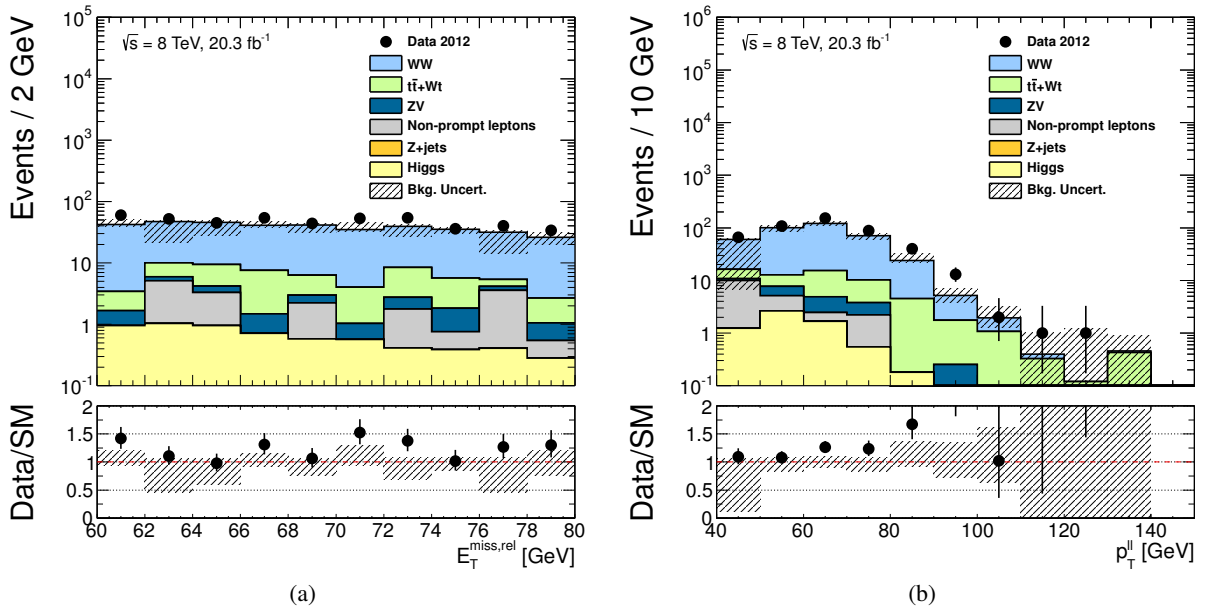 Events / 2 GeV
10^6
10^5
10^4
10^3
10^2
10
1
10^-1
√s = 8 TeV, 20.3 fb^-1
Data 2012
WW
tt̄+Wt
ZV
Non-prompt leptons
Z+jets
Higgs
Bkg. Uncert.
Data/SM
2
1.5
1
0.5
0
60 62 64 66 68 70 72 74 76 78 80
E_T^miss,rel [GeV]
(a)
Events / 10 GeV
10^6
10^5
10^4
10^3
10^2
10
1
10^-1
√s = 8 TeV, 20.3 fb^-1
Data 2012
WW
tt̄+Wt
ZV
Non-prompt leptons
Z+jets
Higgs
Bkg. Uncert.
Data/SM
2
1.5
1
0.5
0
40 60 80 100 120 140
p_T^ll [GeV]
(b)